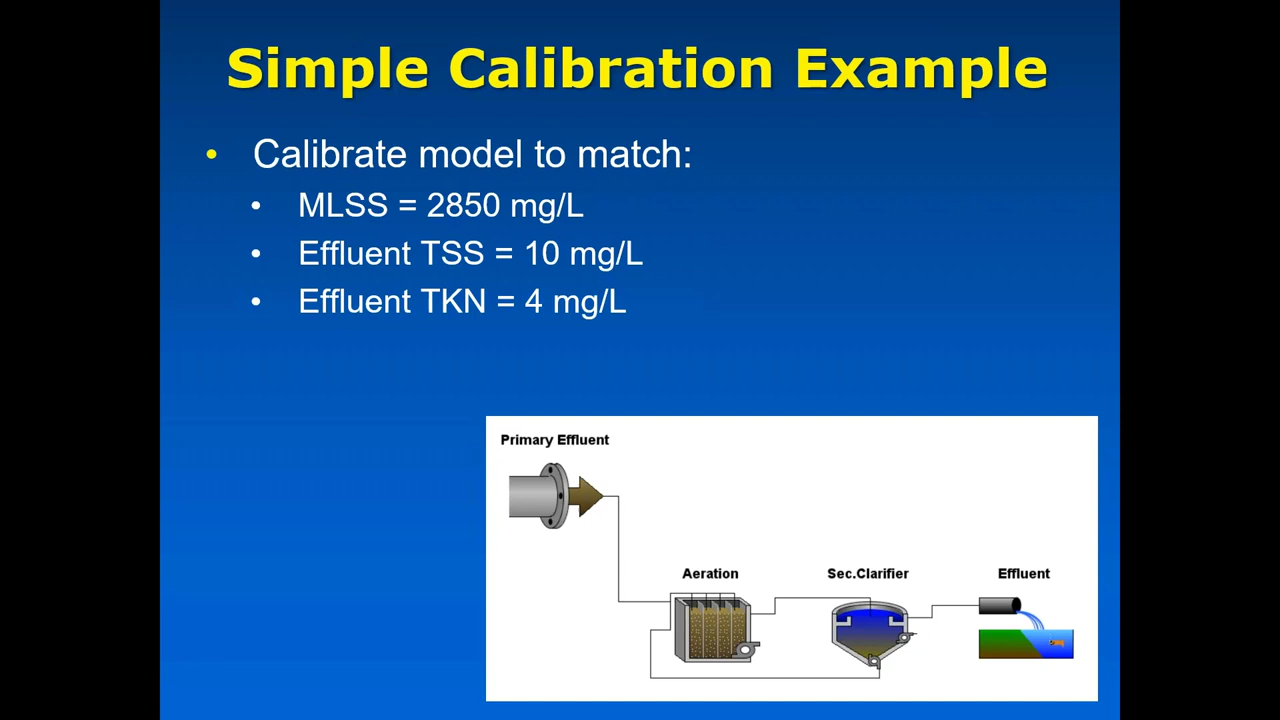 Simple Calibration Example
• Calibrate model to match:
• MLSS = 2850 mg/L
• Effluent TSS = 10 mg/L
• Effluent TKN = 4 mg/L
Primary Effluent
Aeration
Sec.Clarifier
Effluent